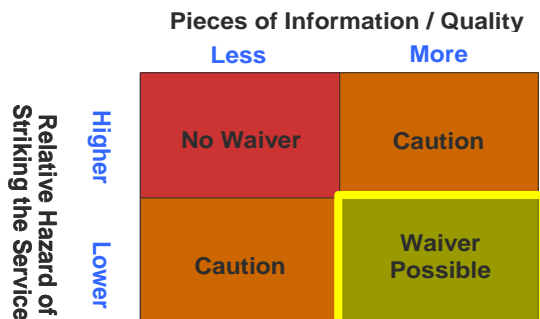 Pieces of Information / Quality
Less More
Relative Hazard of
Striking the Service
Higher
No Waiver Caution
Lower
Caution Waiver
Possible